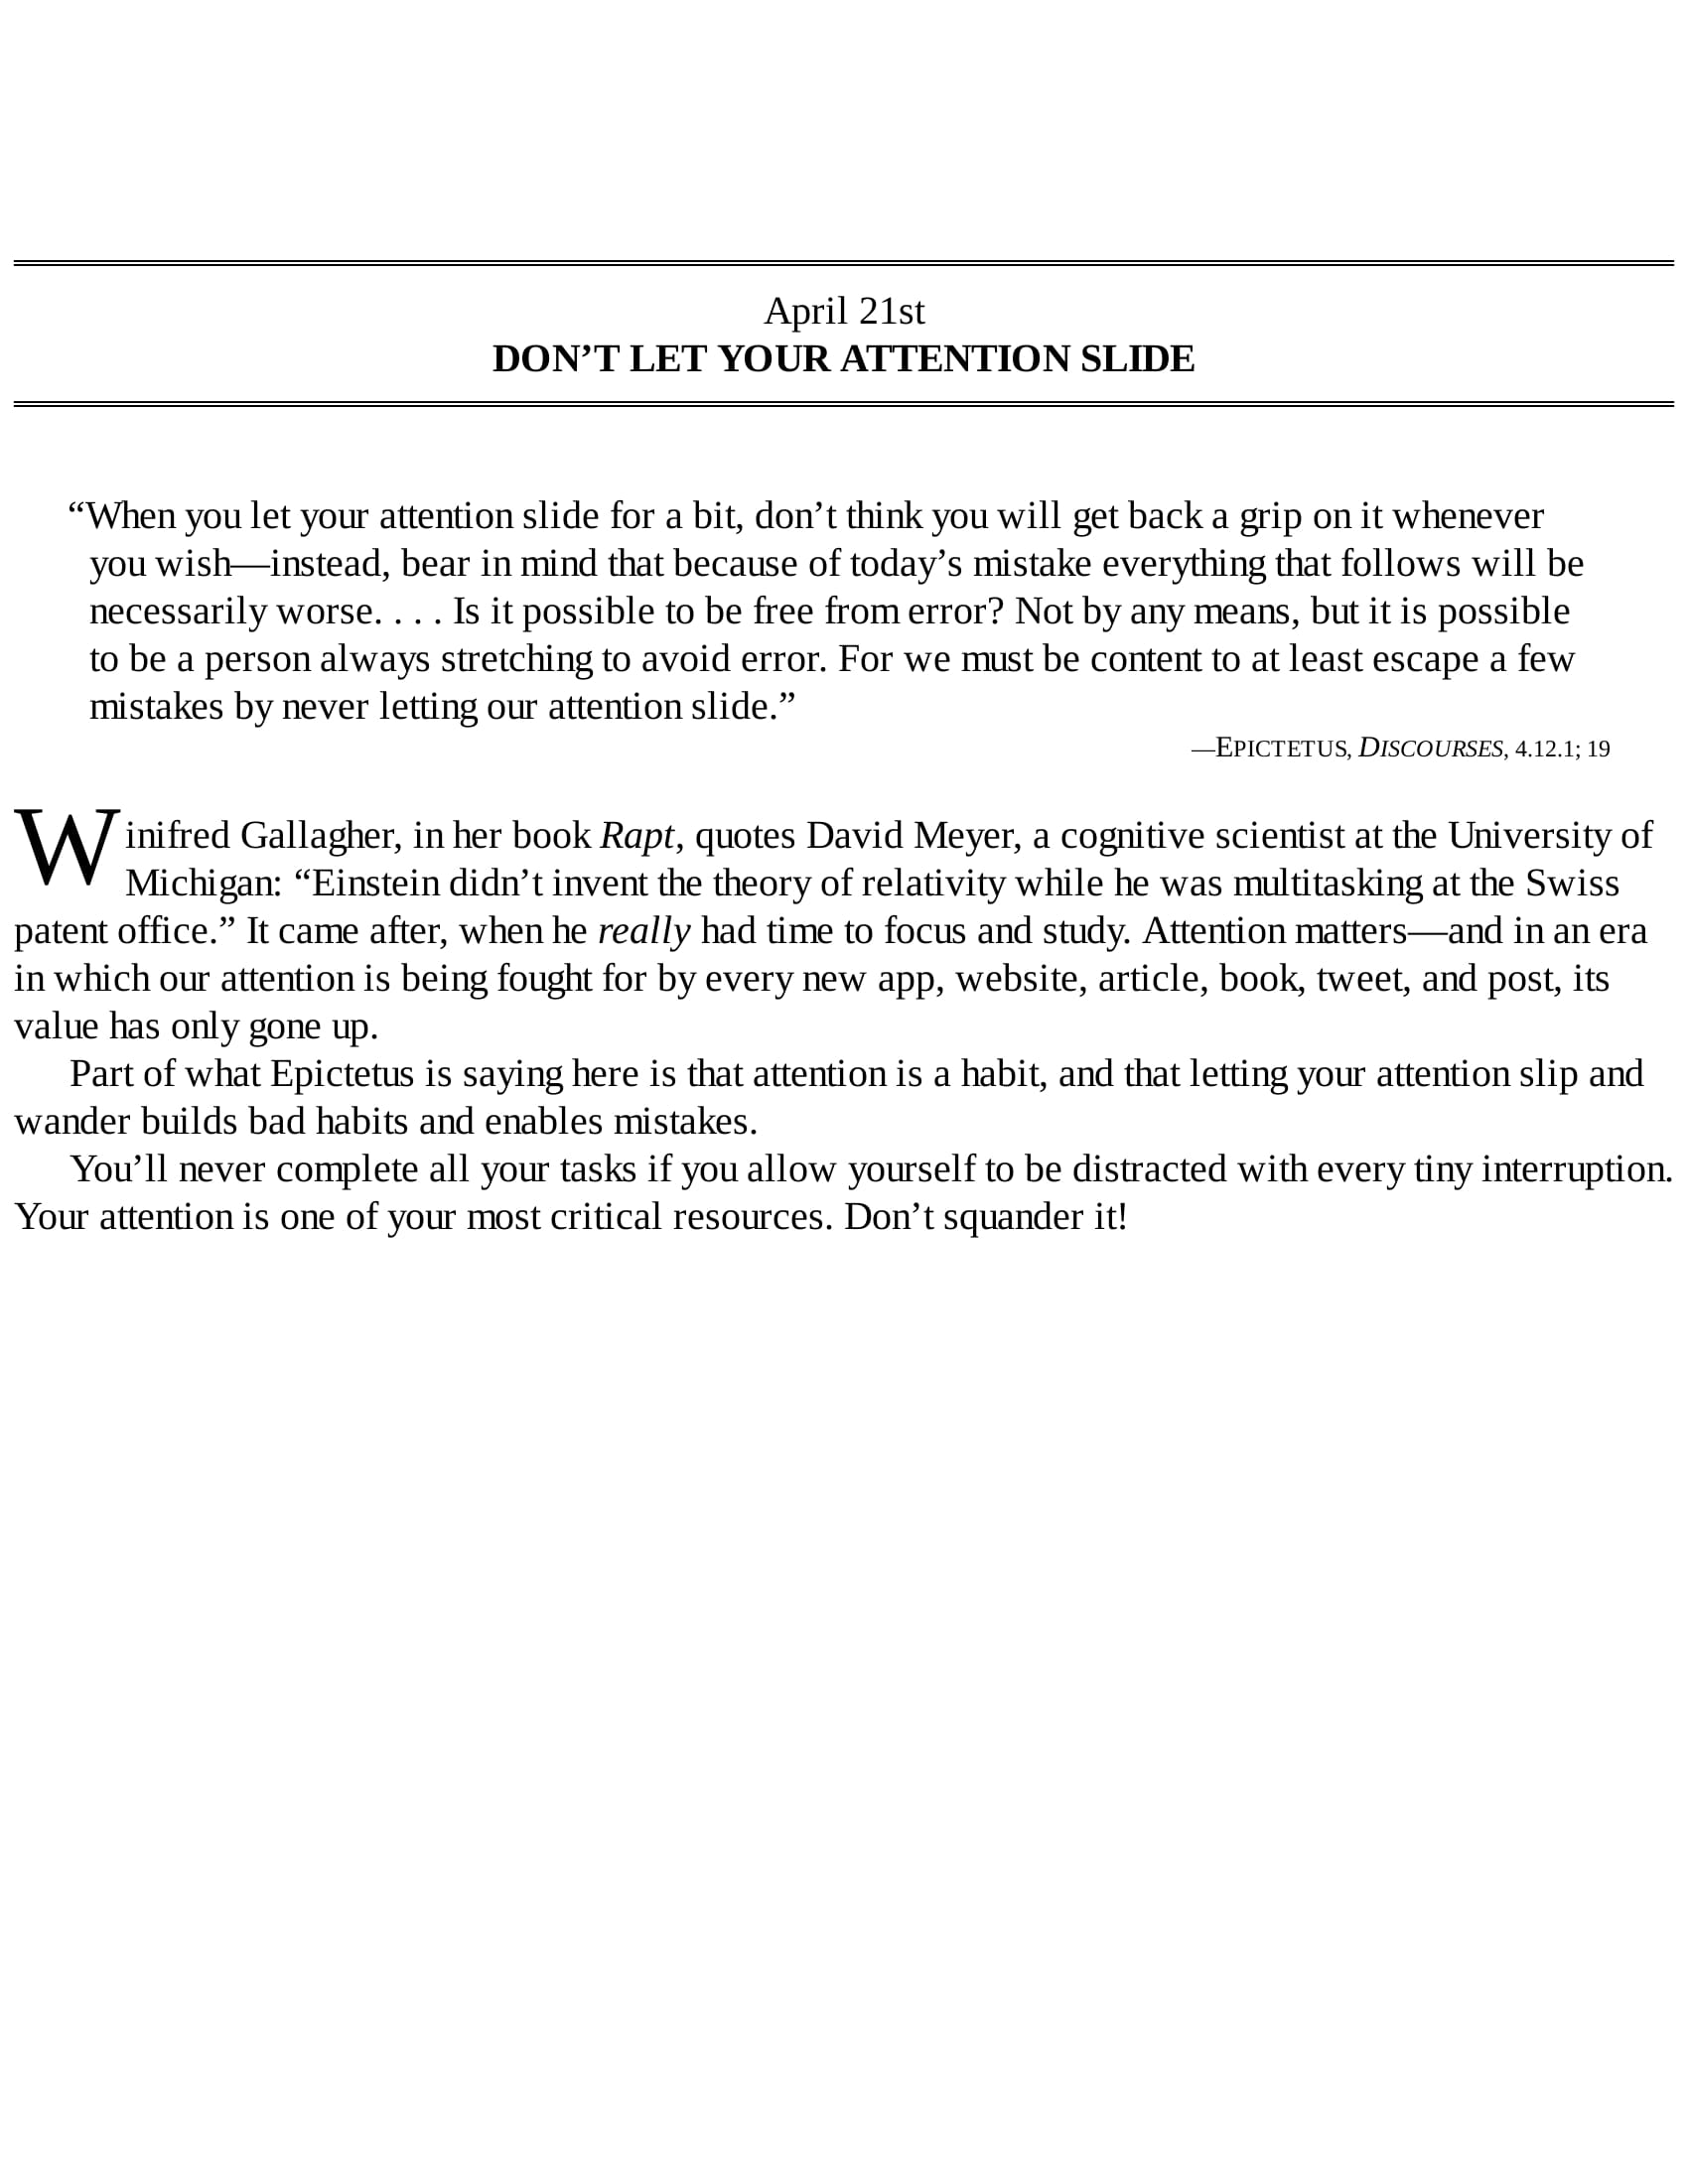 April 21st
DON’T LET YOUR ATTENTION SLIDE
“When you let your attention slide for a bit, don’t think you will get back a grip on it whenever
you wish—instead, bear in mind that because of today’s mistake everything that follows will be
necessarily worse. . . . Is it possible to be free from error? Not by any means, but it is possible
to be a person always stretching to avoid error. For we must be content to at least escape a few
mistakes by never letting our attention slide.”
—EPICTETUS, DISCOURSES, 4.12.1; 19
Winifred Gallagher, in her book Rapt, quotes David Meyer, a cognitive scientist at the University of
Michigan: “Einstein didn’t invent the theory of relativity while he was multitasking at the Swiss
patent office.” It came after, when he really had time to focus and study. Attention matters—and in an era
in which our attention is being fought for by every new app, website, article, book, tweet, and post, its
value has only gone up.
Part of what Epictetus is saying here is that attention is a habit, and that letting your attention slip and
wander builds bad habits and enables mistakes.
You’ll never complete all your tasks if you allow yourself to be distracted with every tiny interruption.
Your attention is one of your most critical resources. Don’t squander it!